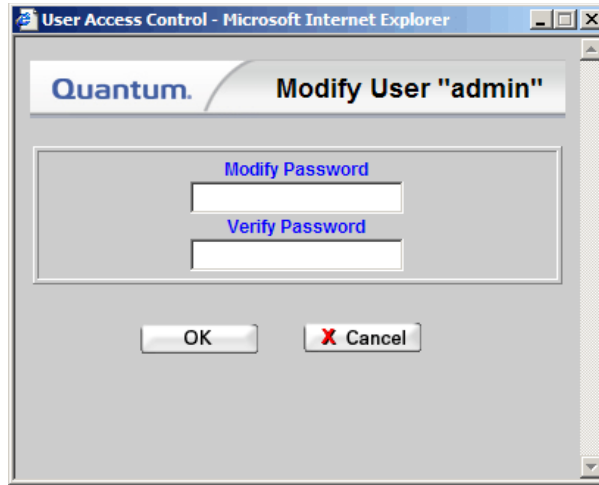 User Access Control - Microsoft Internet Explorer
Quantum.
Modify User "admin"
Modify Password
Verify Password
OK
X Cancel